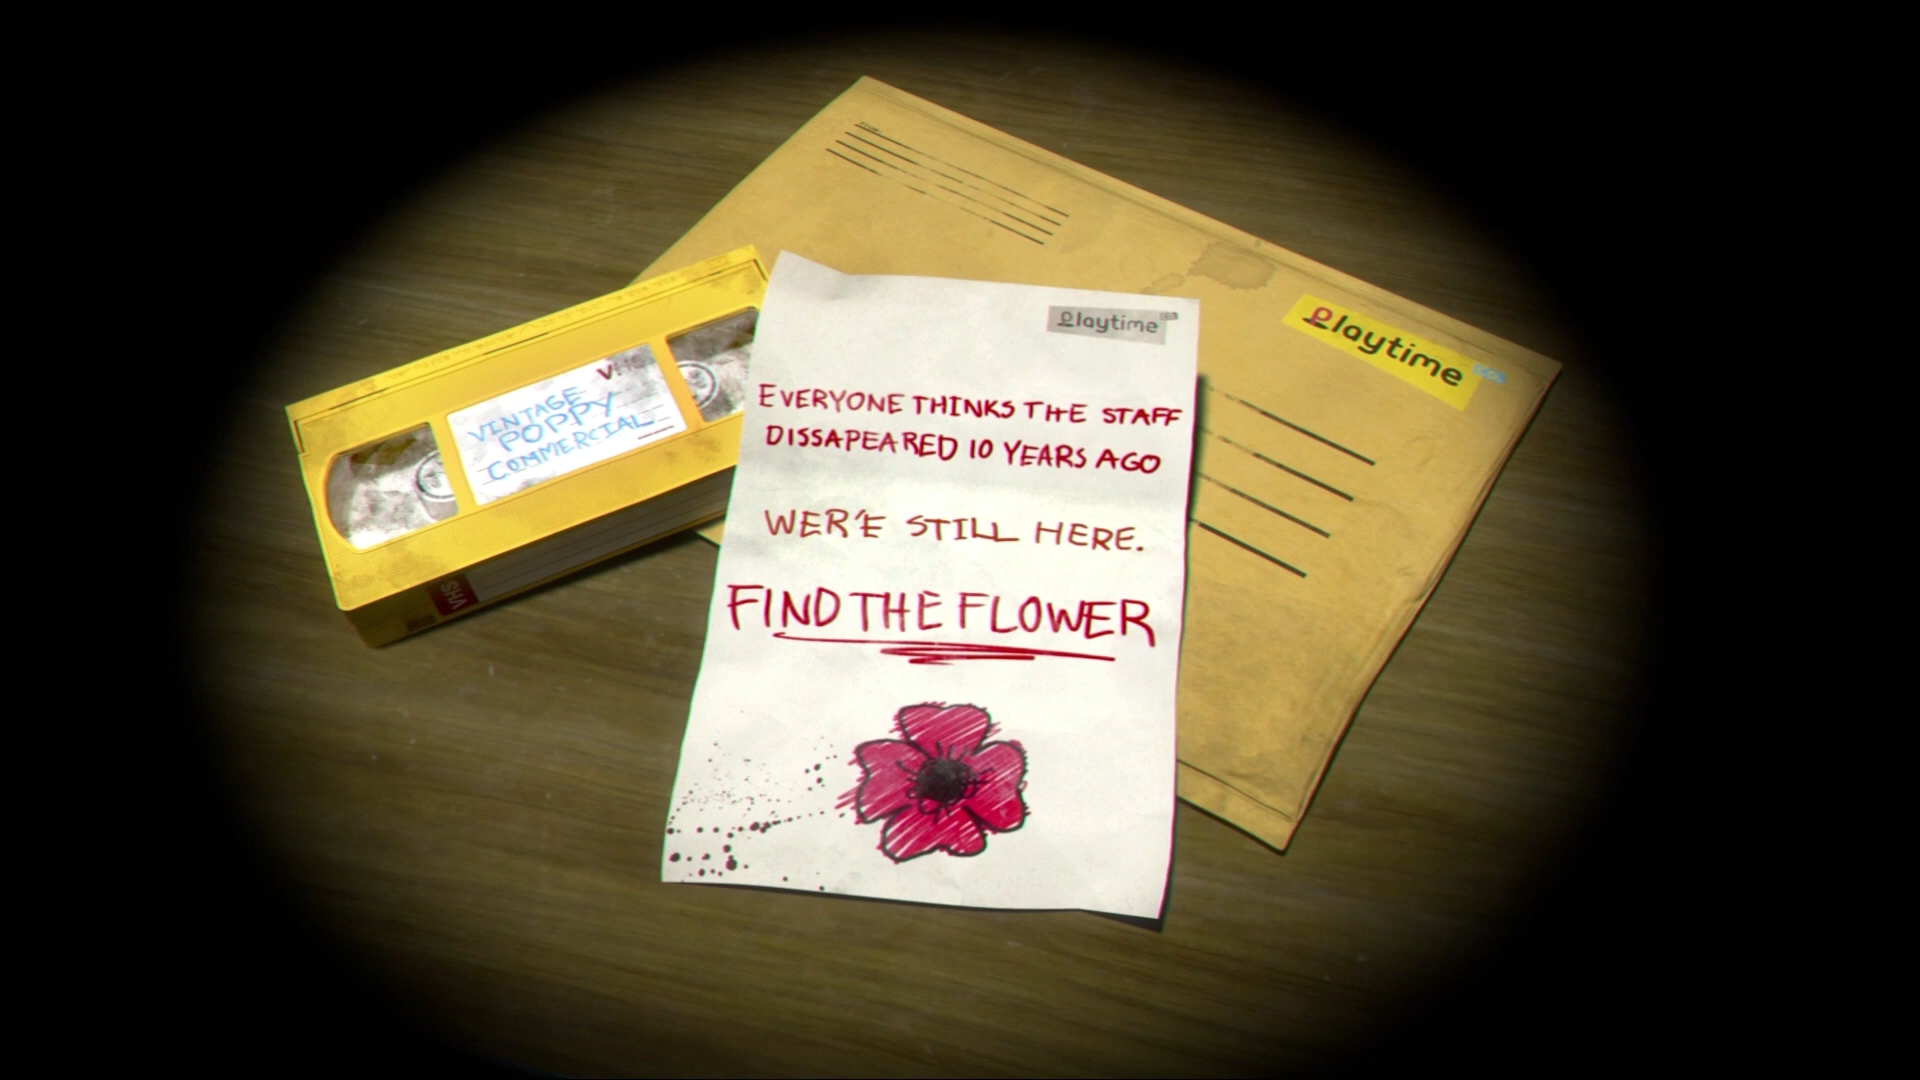 VINTAGE
POPPY
COMMERCIAL
VHS
Playtime
EVERYONE THINKS THE STAFF
DISSAPEARED 10 YEARS AGO
WER'E STILL HERE.
FIND THE FLOWER
Playtime